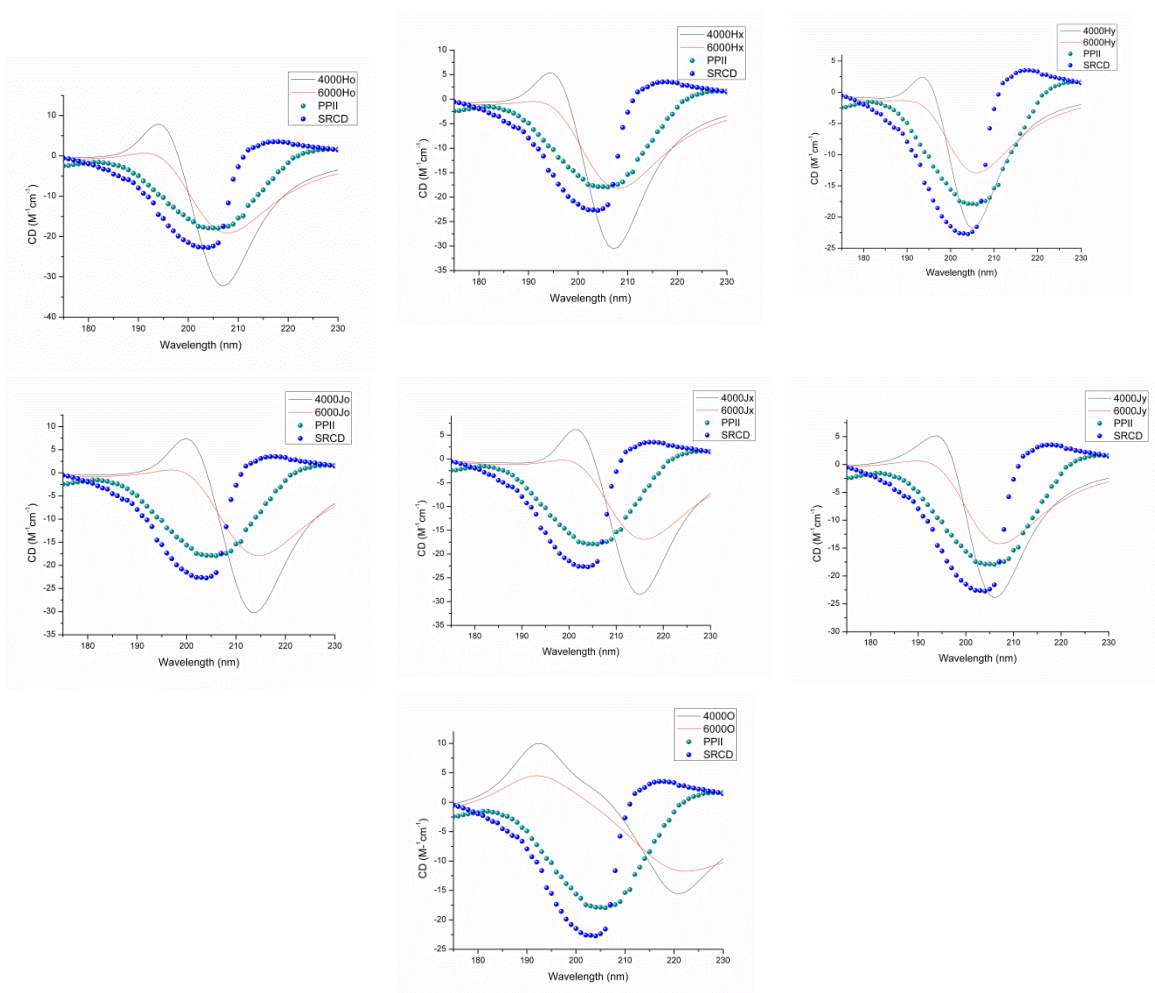 4000Ho
6000Ho
PPII
SRCD
10
0
-10
-20
-30
-40
CD (M⁻¹cm⁻¹)
180 190 200 210 220 230
Wavelength (nm)
4000Hx
6000Hx
PPII
SRCD
10
5
0
-5
-10
-15
-20
-25
-30
-35
CD (M⁻¹cm⁻¹)
180 190 200 210 220 230
Wavelength (nm)
4000Hy
6000Hy
PPII
SRCD
5
0
-5
-10
-15
-20
-25
CD (M⁻¹cm⁻¹)
180 190 200 210 220 230
Wavelength (nm)
4000Jo
6000Jo
PPII
SRCD
10
5
0
-5
-10
-15
-20
-25
-30
-35
CD (M⁻¹cm⁻¹)
180 190 200 210 220 230
Wavelength (nm)
4000Jx
6000Jx
PPII
SRCD
5
0
-5
-10
-15
-20
-25
-30
-35
CD (M⁻¹cm⁻¹)
180 190 200 210 220 230
Wavelength (nm)
4000Jy
6000Jy
PPII
SRCD
5
0
-5
-10
-15
-20
-25
-30
CD (M⁻¹cm⁻¹)
180 190 200 210 220 230
Wavelength (nm)
4000O
6000O
PPII
SRCD
10
5
0
-5
-10
-15
-20
-25
CD (M-¹cm⁻¹)
180 190 200 210 220 230
Wavelength (nm)